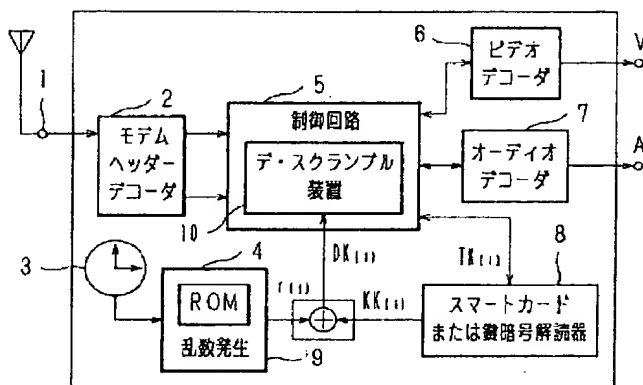 6
ビデオ
デコーダ
V
1
2
モデム
ヘッダー
デコーダ
5
制御回路
デ・スクランブル
装置
10
7
オーディオ
デコーダ
A
3
4
ROM
乱数発生
9
r(i)
DK(i)
KK(i)
TK(i)
8
スマートカード
または鍵暗号解読器